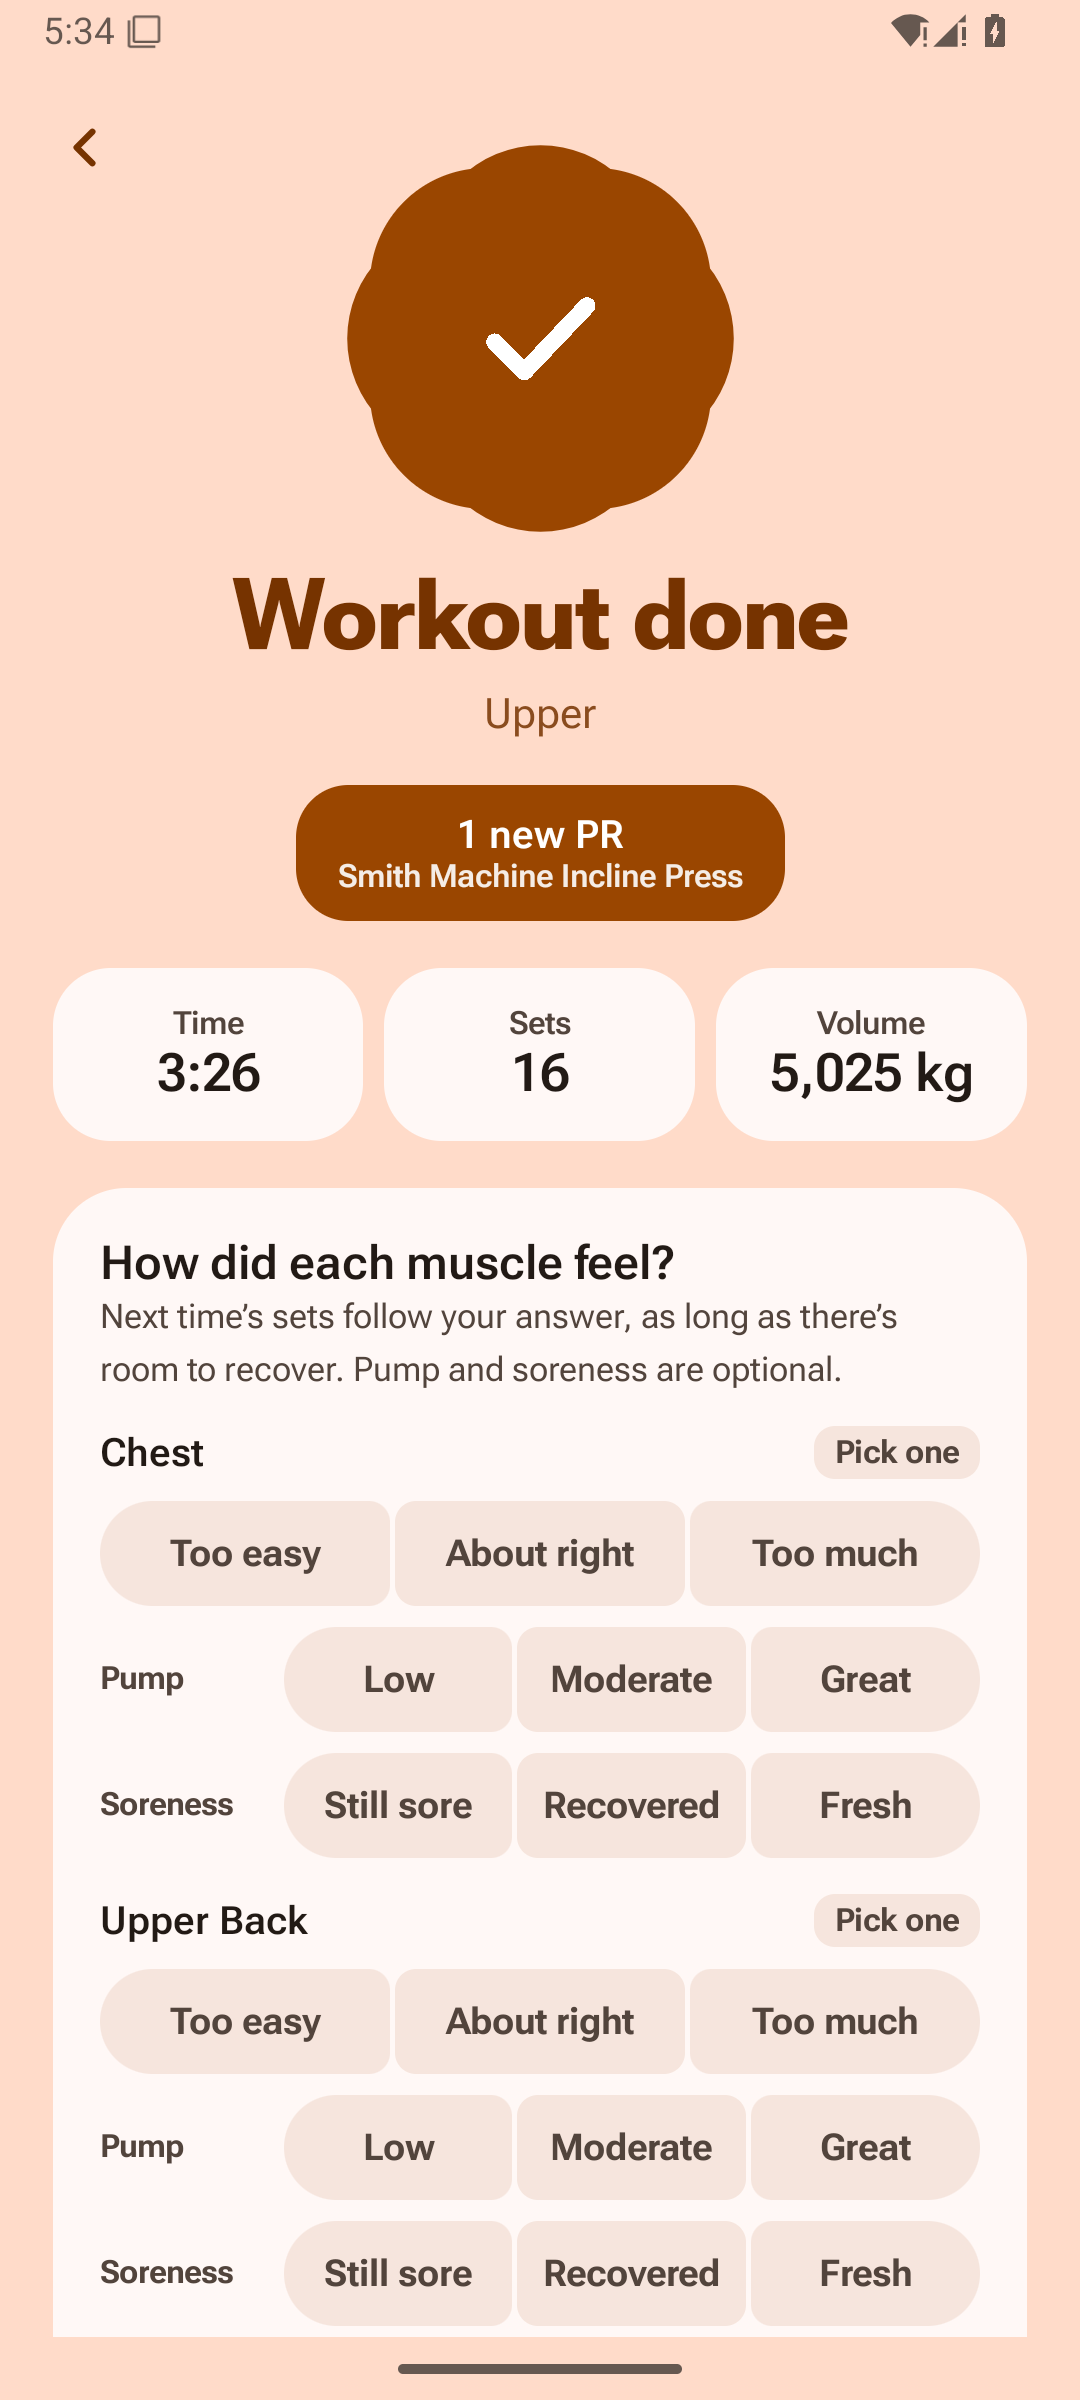 5:34
Workout done
Upper
1 new PR
Smith Machine Incline Press
Time
3:26
Sets
16
Volume
5,025 kg
How did each muscle feel?
Next time’s sets follow your answer, as long as there’s
room to recover. Pump and soreness are optional.
Chest
Pick one
Too easy
About right
Too much
Pump
Low
Moderate
Great
Soreness
Still sore
Recovered
Fresh
Upper Back
Pick one
Too easy
About right
Too much
Pump
Low
Moderate
Great
Soreness
Still sore
Recovered
Fresh